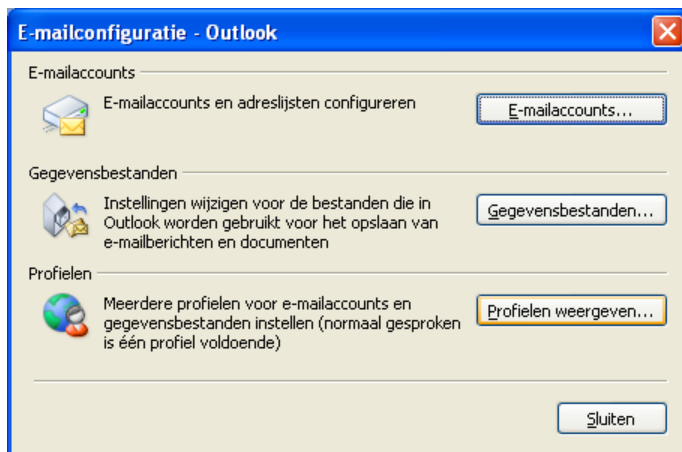 E-mailconfiguratie - Outlook
E-mailaccounts
E-mailaccounts en adreslijsten configureren
E-mailaccounts...
Gegevensbestanden
Instellingen wijzigen voor de bestanden die in
Outlook worden gebruikt voor het opslaan van
e-mailberichten en documenten
Gegevensbestanden...
Profielen
Meerdere profielen voor e-mailaccounts en
gegevensbestanden instellen (normaal gesproken
is één profiel voldoende)
Profielen weergeven...
Sluiten